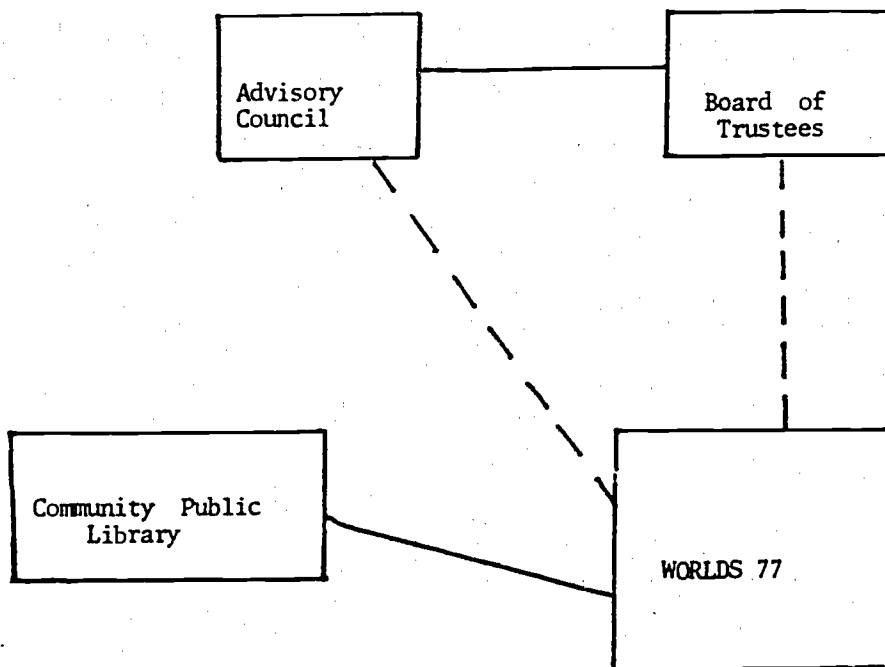 Advisory
Council
Board of
Trustees
Community Public
Library
WORLDS 77